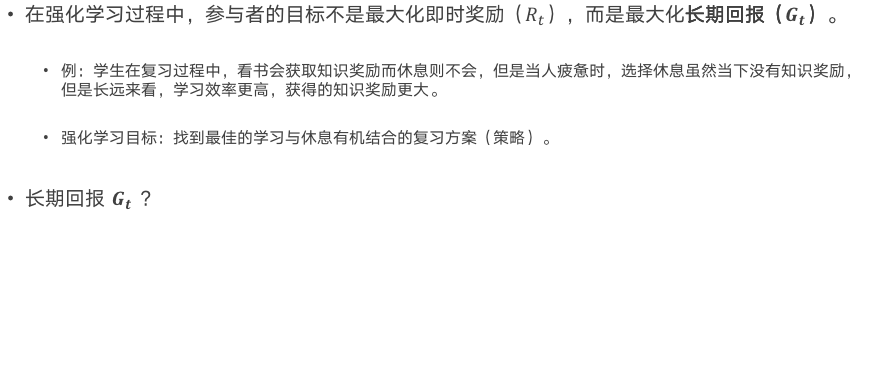 • 在强化学习过程中，参与者的目标不是最大化即时奖励（R_t），而是最大化长期回报（G_t）。
• 例：学生在复习过程中，看书会获取知识奖励而休息则不会，但是当人疲惫时，选择休息虽然当下没有知识奖励，
但是长远来看，学习效率更高，获得的知识奖励更大。
• 强化学习目标：找到最佳的学习与休息有机结合的复习方案（策略）。
• 长期回报 G_t ？